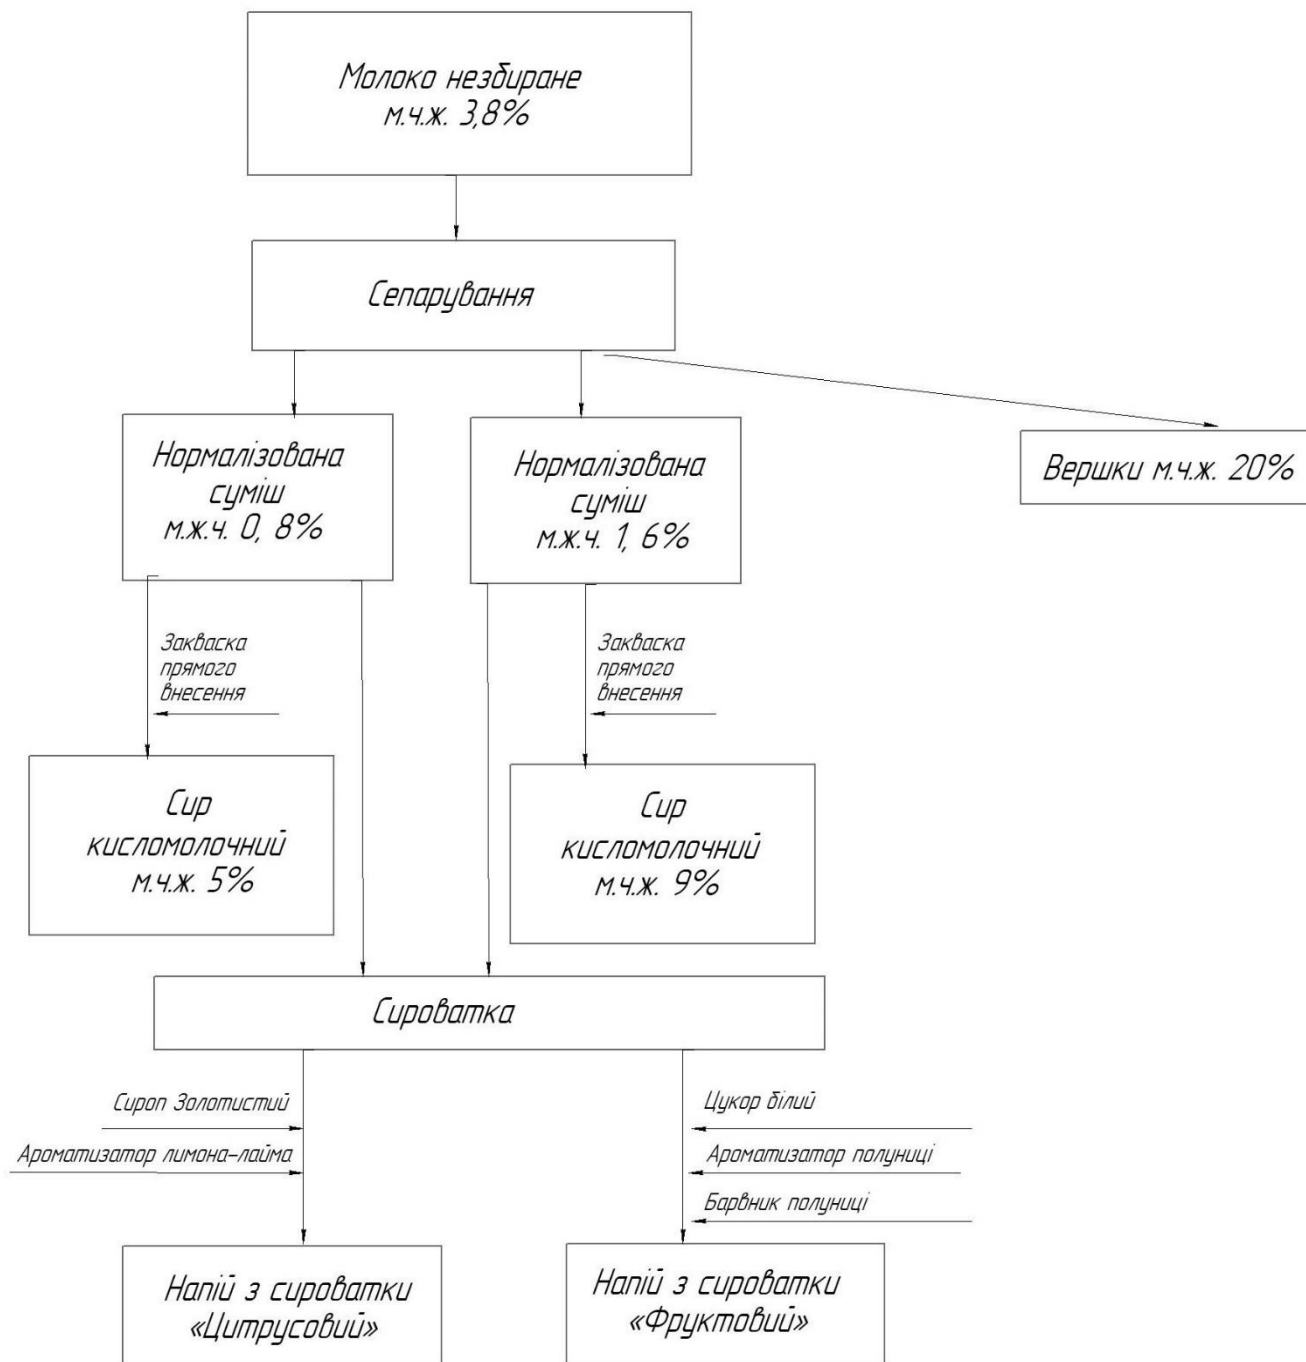 Молоко незбиране
м.ч.ж. 3,8%
Сепарування
Нормалізована
суміш
м.ж.ч. 0, 8%
Нормалізована
суміш
м.ж.ч. 1, 6%
Вершки м.ч.ж. 20%
Закваска
прямого
внесення
Закваска
прямого
внесення
Сир
кисломолочний
м.ч.ж. 5%
Сир
кисломолочний
м.ч.ж. 9%
Сироватка
Сироп Золотистий
Ароматизатор лимона-лайма
Цукор білий
Ароматизатор полуниці
Барвник полуниці
Напій з сироватки
«Цитрусовий»
Напій з сироватки
«Фруктовий»